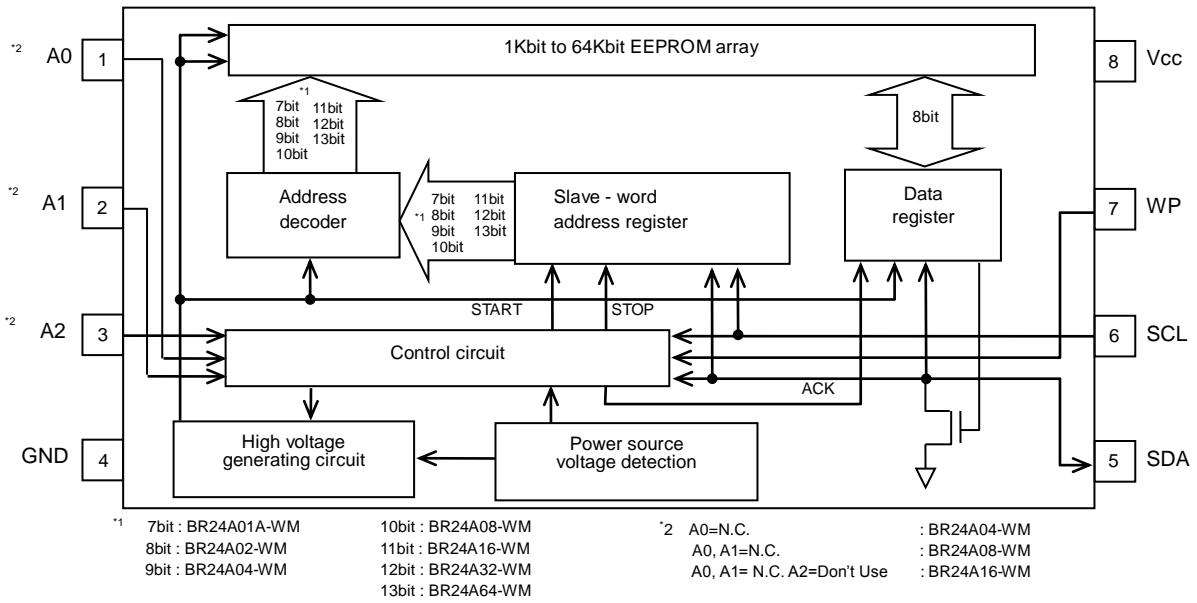 1Kbit to 64Kbit EEPROM array
*2 A0 1
8 Vcc
*1
7bit 11bit
8bit 12bit
9bit 13bit
10bit
8bit
*2 A1 2
Address
decoder
*1
7bit 11bit
8bit 12bit
9bit 13bit
10bit
Slave - word
address register
Data
register
7 WP
START
STOP
*2 A2 3
Control circuit
6 SCL
ACK
GND 4
High voltage
generating circuit
Power source
voltage detection
5 SDA
*1 7bit : BR24A01A-WM
8bit : BR24A02-WM
9bit : BR24A04-WM
10bit : BR24A08-WM
11bit : BR24A16-WM
12bit : BR24A32-WM
13bit : BR24A64-WM
*2 A0=N.C. : BR24A04-WM
A0, A1=N.C. : BR24A08-WM
A0, A1= N.C. A2=Don't Use : BR24A16-WM